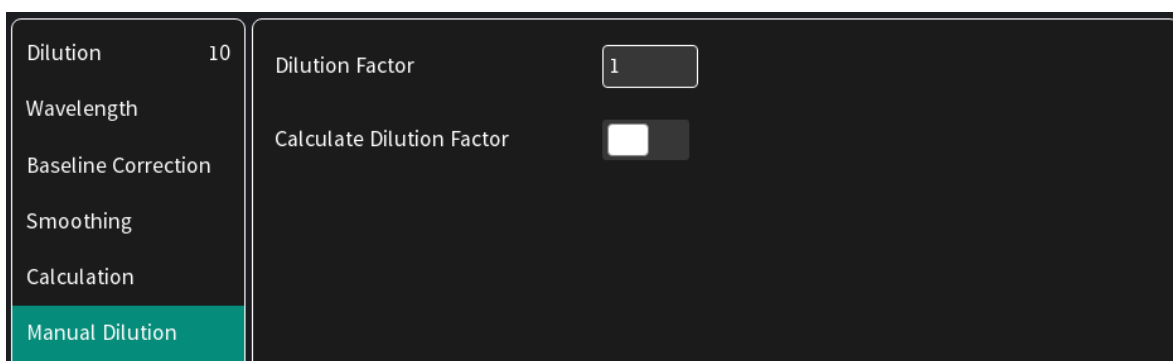 Dilution 10
Wavelength
Baseline Correction
Smoothing
Calculation
Manual Dilution
Dilution Factor 1
Calculate Dilution Factor